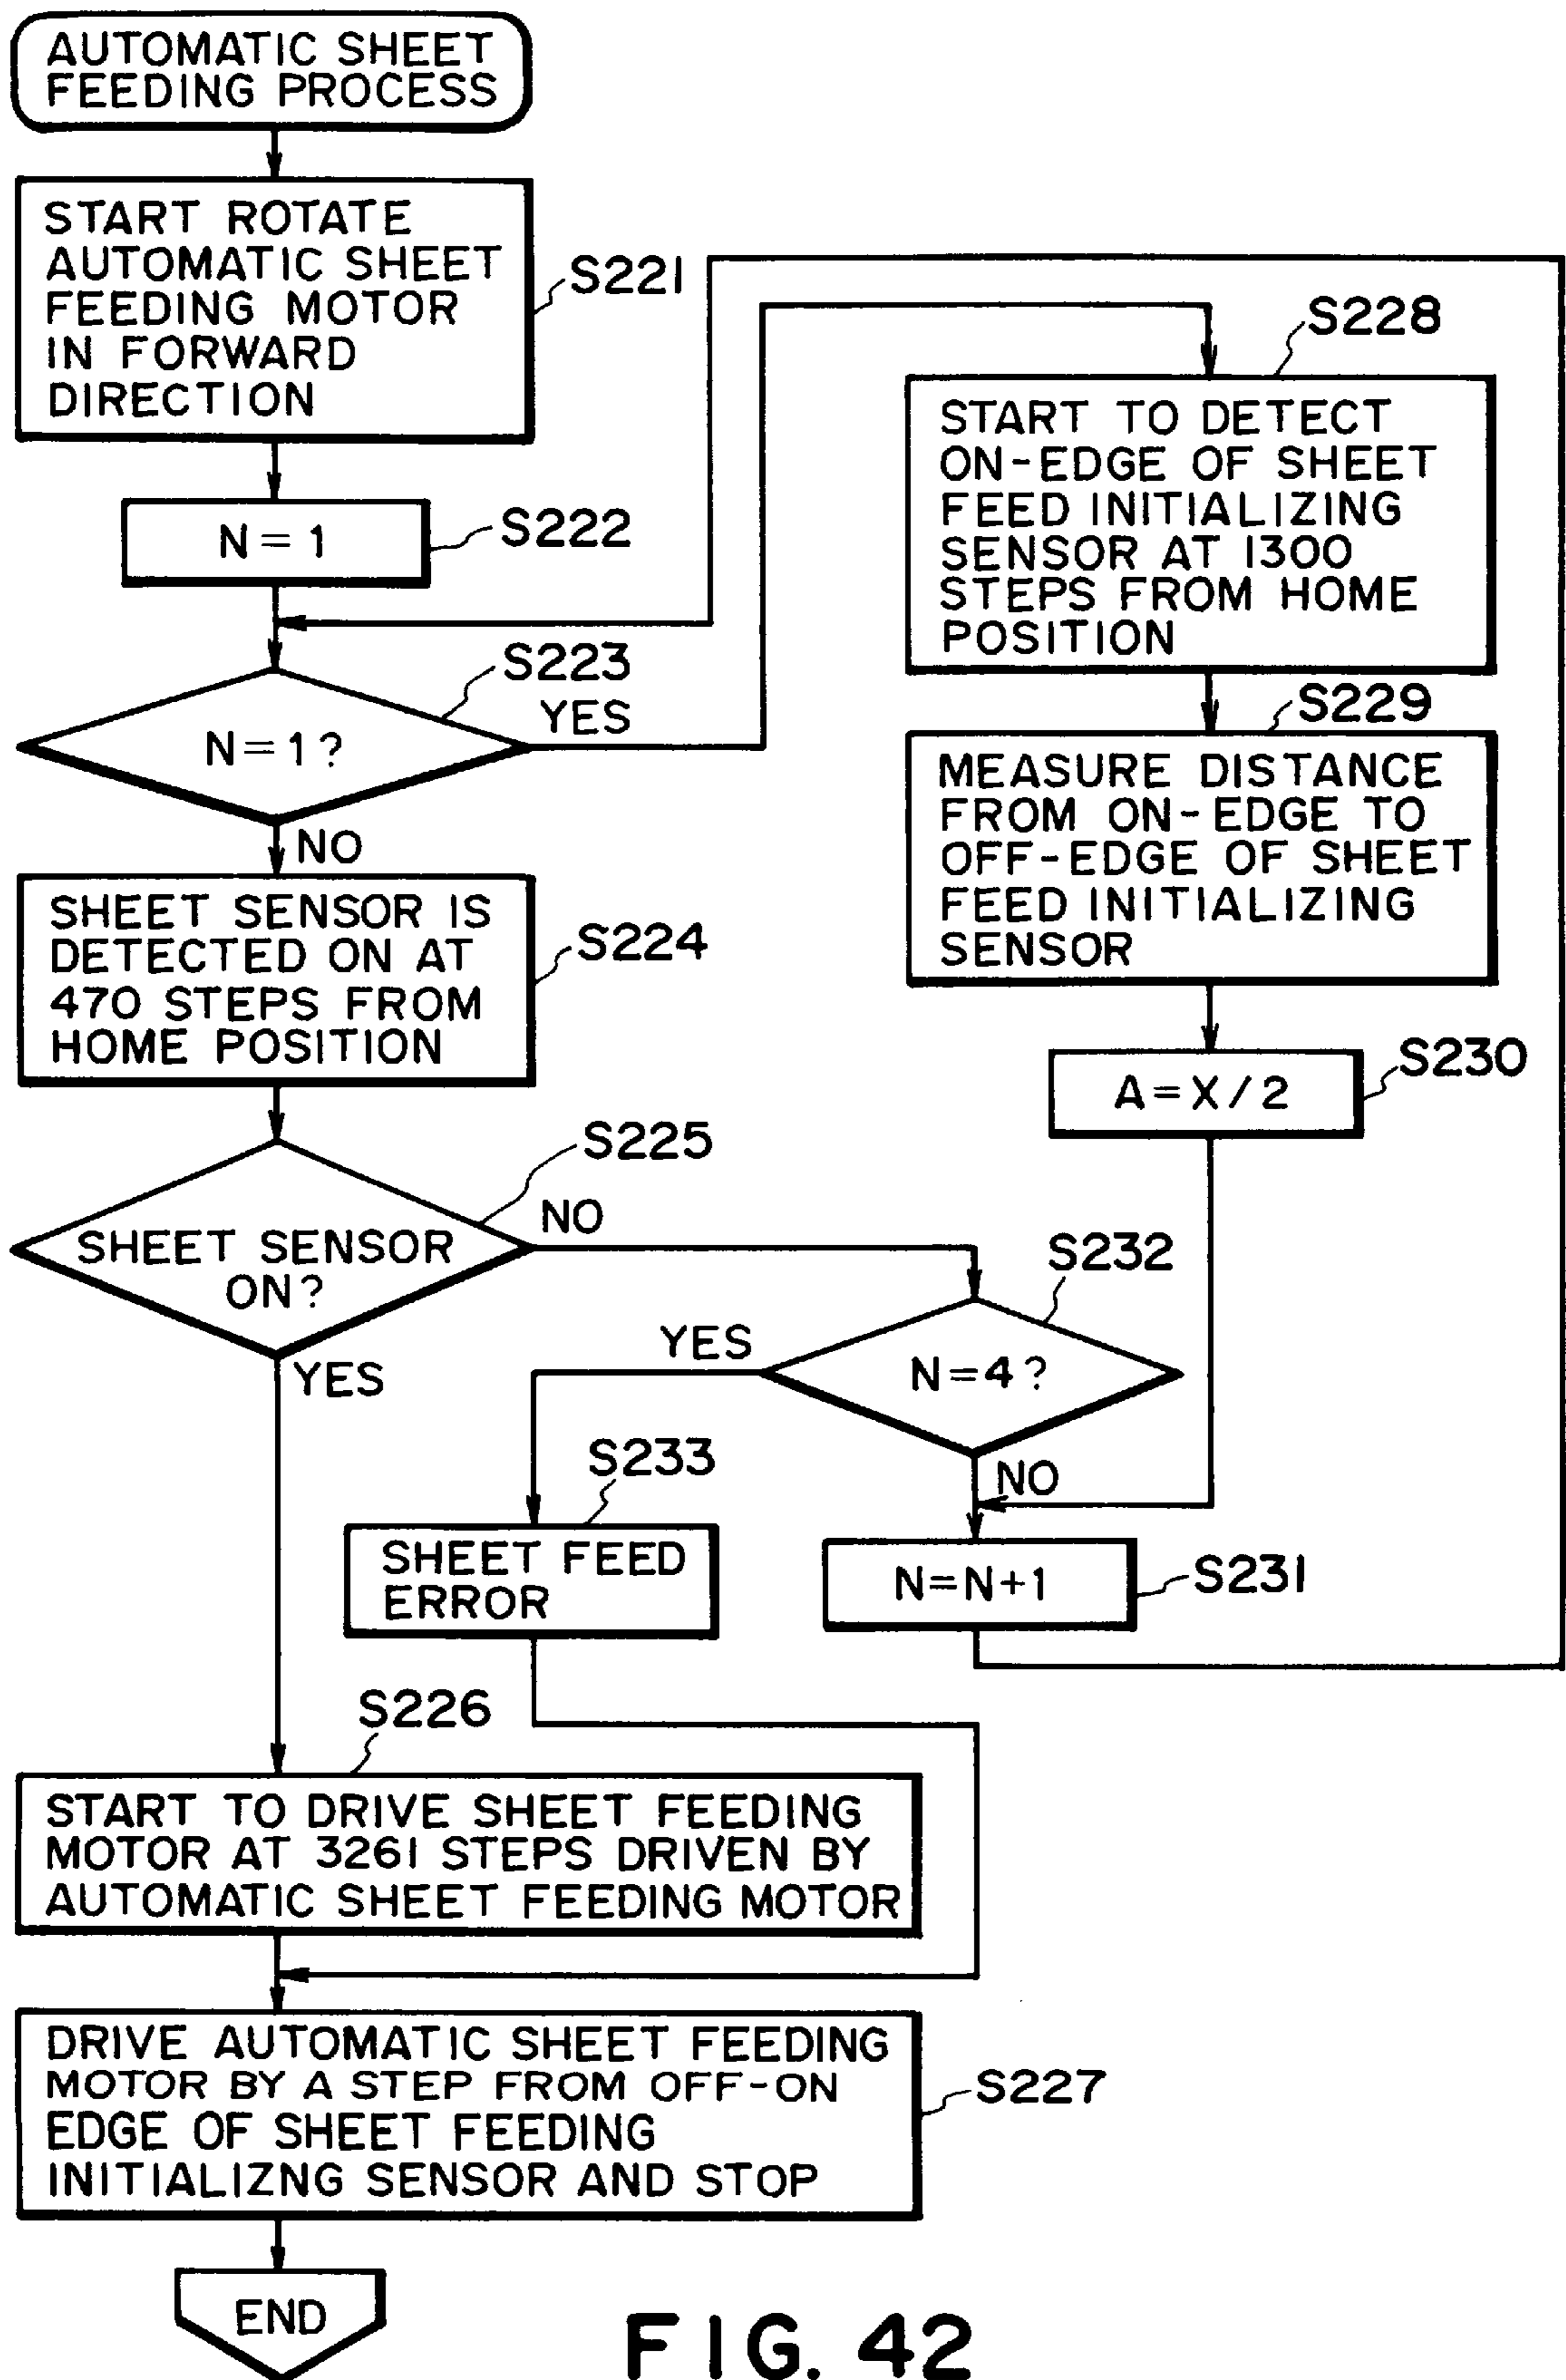 AUTOMATIC SHEET
FEEDING PROCESS
START ROTATE
AUTOMATIC SHEET
FEEDING MOTOR
IN FORWARD
DIRECTION
S221
N=1
S222
N=1?
S223
YES
NO
SHEET SENSOR IS
DETECTED ON AT
470 STEPS FROM
HOME POSITION
S224
SHEET SENSOR
ON?
S225
NO
YES
S228
START TO DETECT
ON-EDGE OF SHEET
FEED INITIALIZING
SENSOR AT 1300
STEPS FROM HOME
POSITION
S229
MEASURE DISTANCE
FROM ON-EDGE TO
OFF-EDGE OF SHEET
FEED INITIALIZING
SENSOR
S230
A=X/2
S232
N=4?
YES
NO
S233
SHEET FEED
ERROR
N=N+1
S231
S226
START TO DRIVE SHEET FEEDING
MOTOR AT 3261 STEPS DRIVEN BY
AUTOMATIC SHEET FEEDING MOTOR
DRIVE AUTOMATIC SHEET FEEDING
MOTOR BY A STEP FROM OFF-ON
EDGE OF SHEET FEEDING
INITIALIZNG SENSOR AND STOP
S227
END
FIG. 42